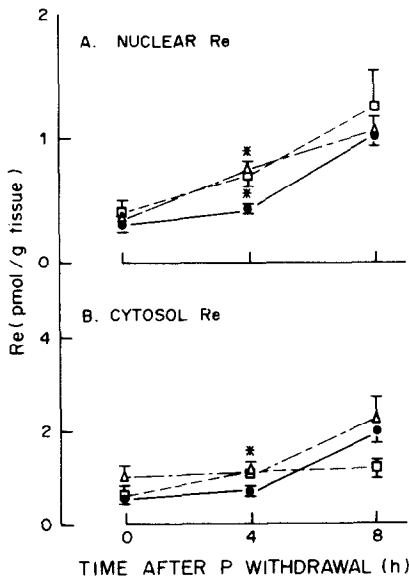 2
A. NUCLEAR Re
*
1
*
0
B. CYTOSOL Re
4
*
2
0
Re(pmol/g tissue)
0 4 8
TIME AFTER P WITHDRAWAL (h)